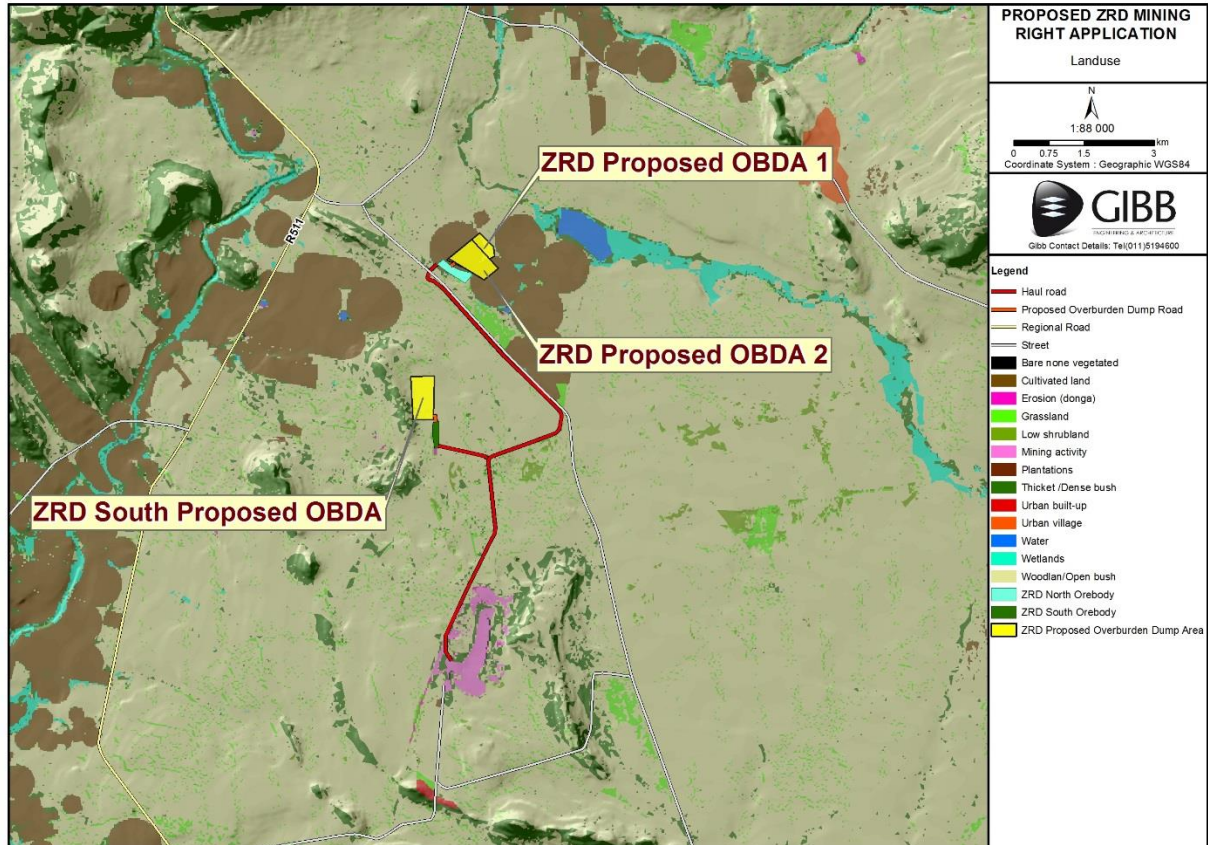 PROPOSED ZRD MINING
RIGHT APPLICATION
Landuse
N
1:88 000
0 0.75 1.5 3
km
Coordinate System : Geographic WGS84
GIBB
ENGINEERING & ARCHITECTURE
Gibb Contact Details: Tel(011)5194600
Legend
Haul road
Proposed Overburden Dump Road
Regional Road
Street
Bare none vegetated
Cultivated land
Erosion (donga)
Grassland
Low shrubland
Mining activity
Plantations
Thicket /Dense bush
Urban built-up
Urban village
Water
Wetlands
Woodlan/Open bush
ZRD North Orebody
ZRD South Orebody
ZRD Proposed Overburden Dump Area
ZRD Proposed OBDA 1
R511
ZRD Proposed OBDA 2
ZRD South Proposed OBDA